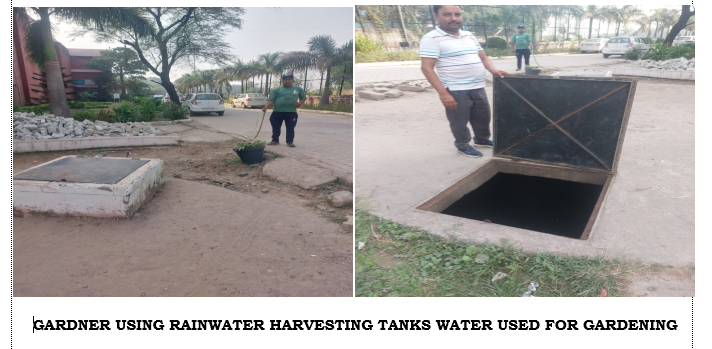 GARDNER USING RAINWATER HARVESTING TANKS WATER USED FOR GARDENING